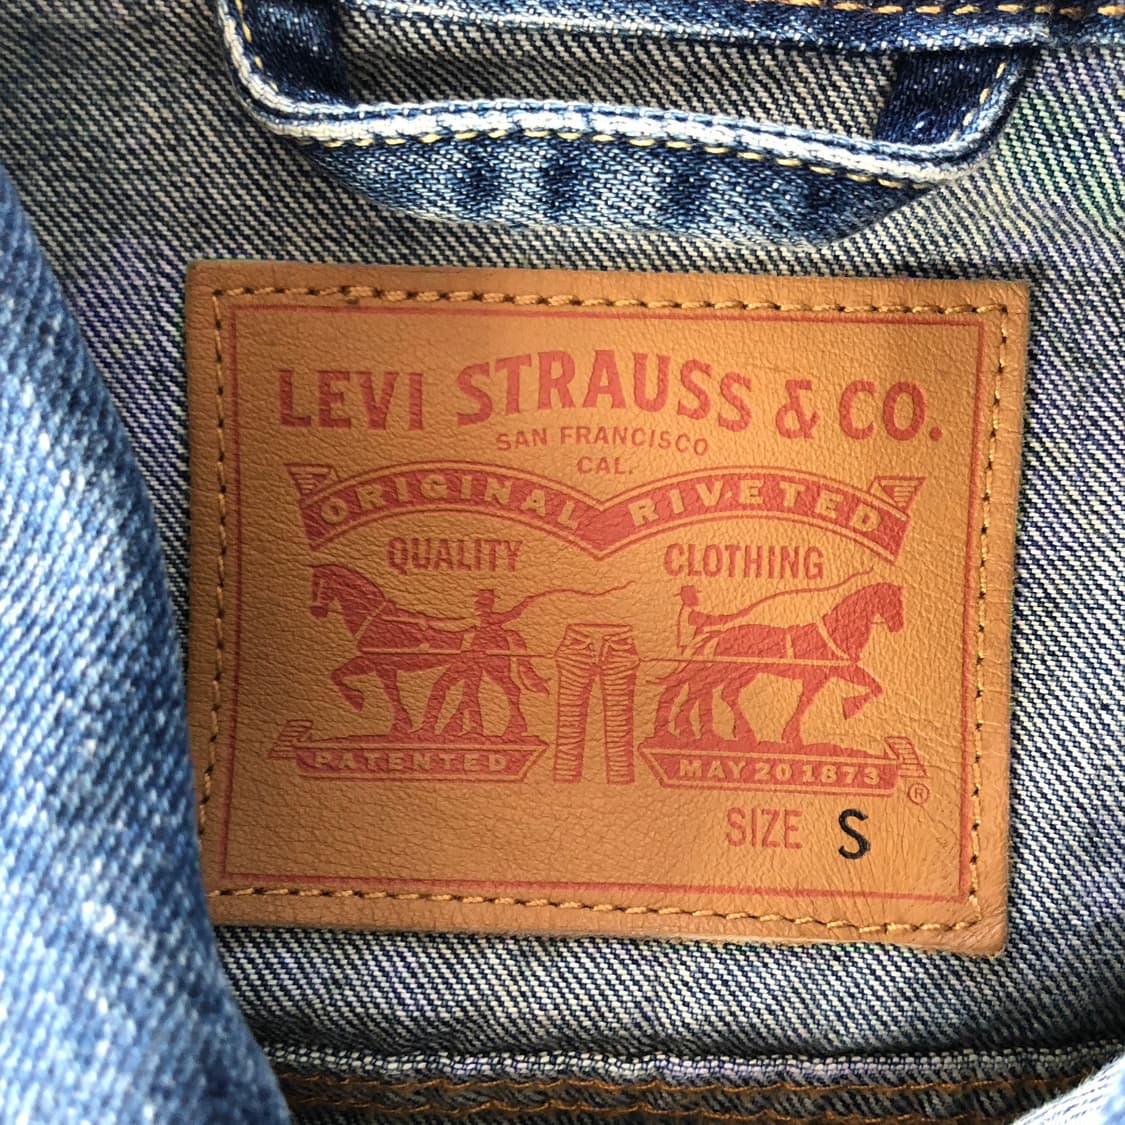 LEVI STRAUSS & CO.
SAN FRANCISCO
CAL.
ORIGINAL RIVETED
QUALITY CLOTHING
PATENTED MAY 20 1873
®
SIZE S